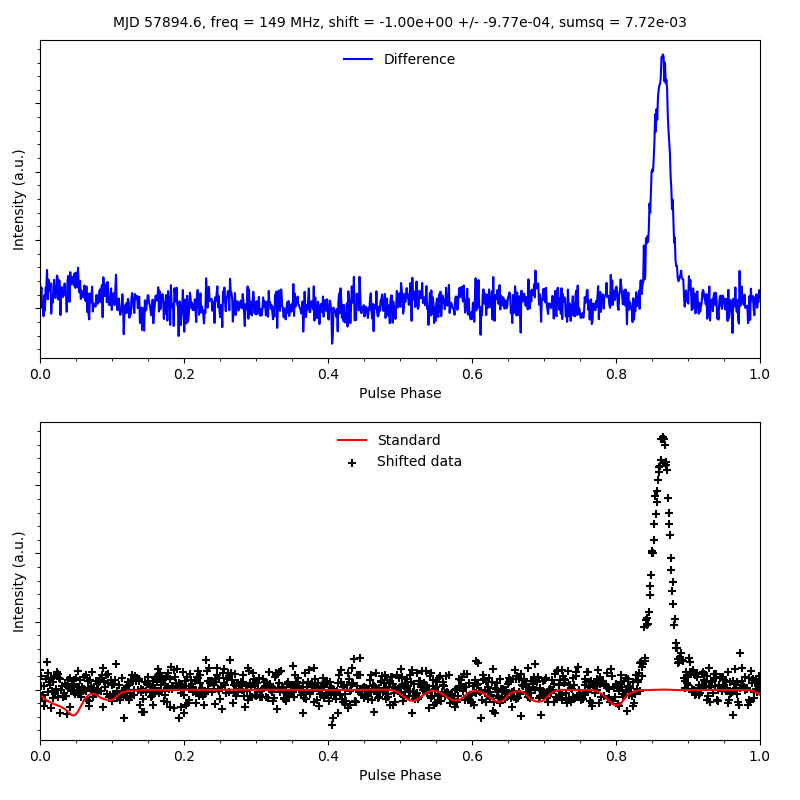 MJD 57894.6, freq = 149 MHz, shift = -1.00e+00 +/- -9.77e-04, sumsq = 7.72e-03
Difference
Intensity (a.u.)
0.0 0.2 0.4 0.6 0.8 1.0
Pulse Phase
Standard
Shifted data
Intensity (a.u.)
0.0 0.2 0.4 0.6 0.8 1.0
Pulse Phase